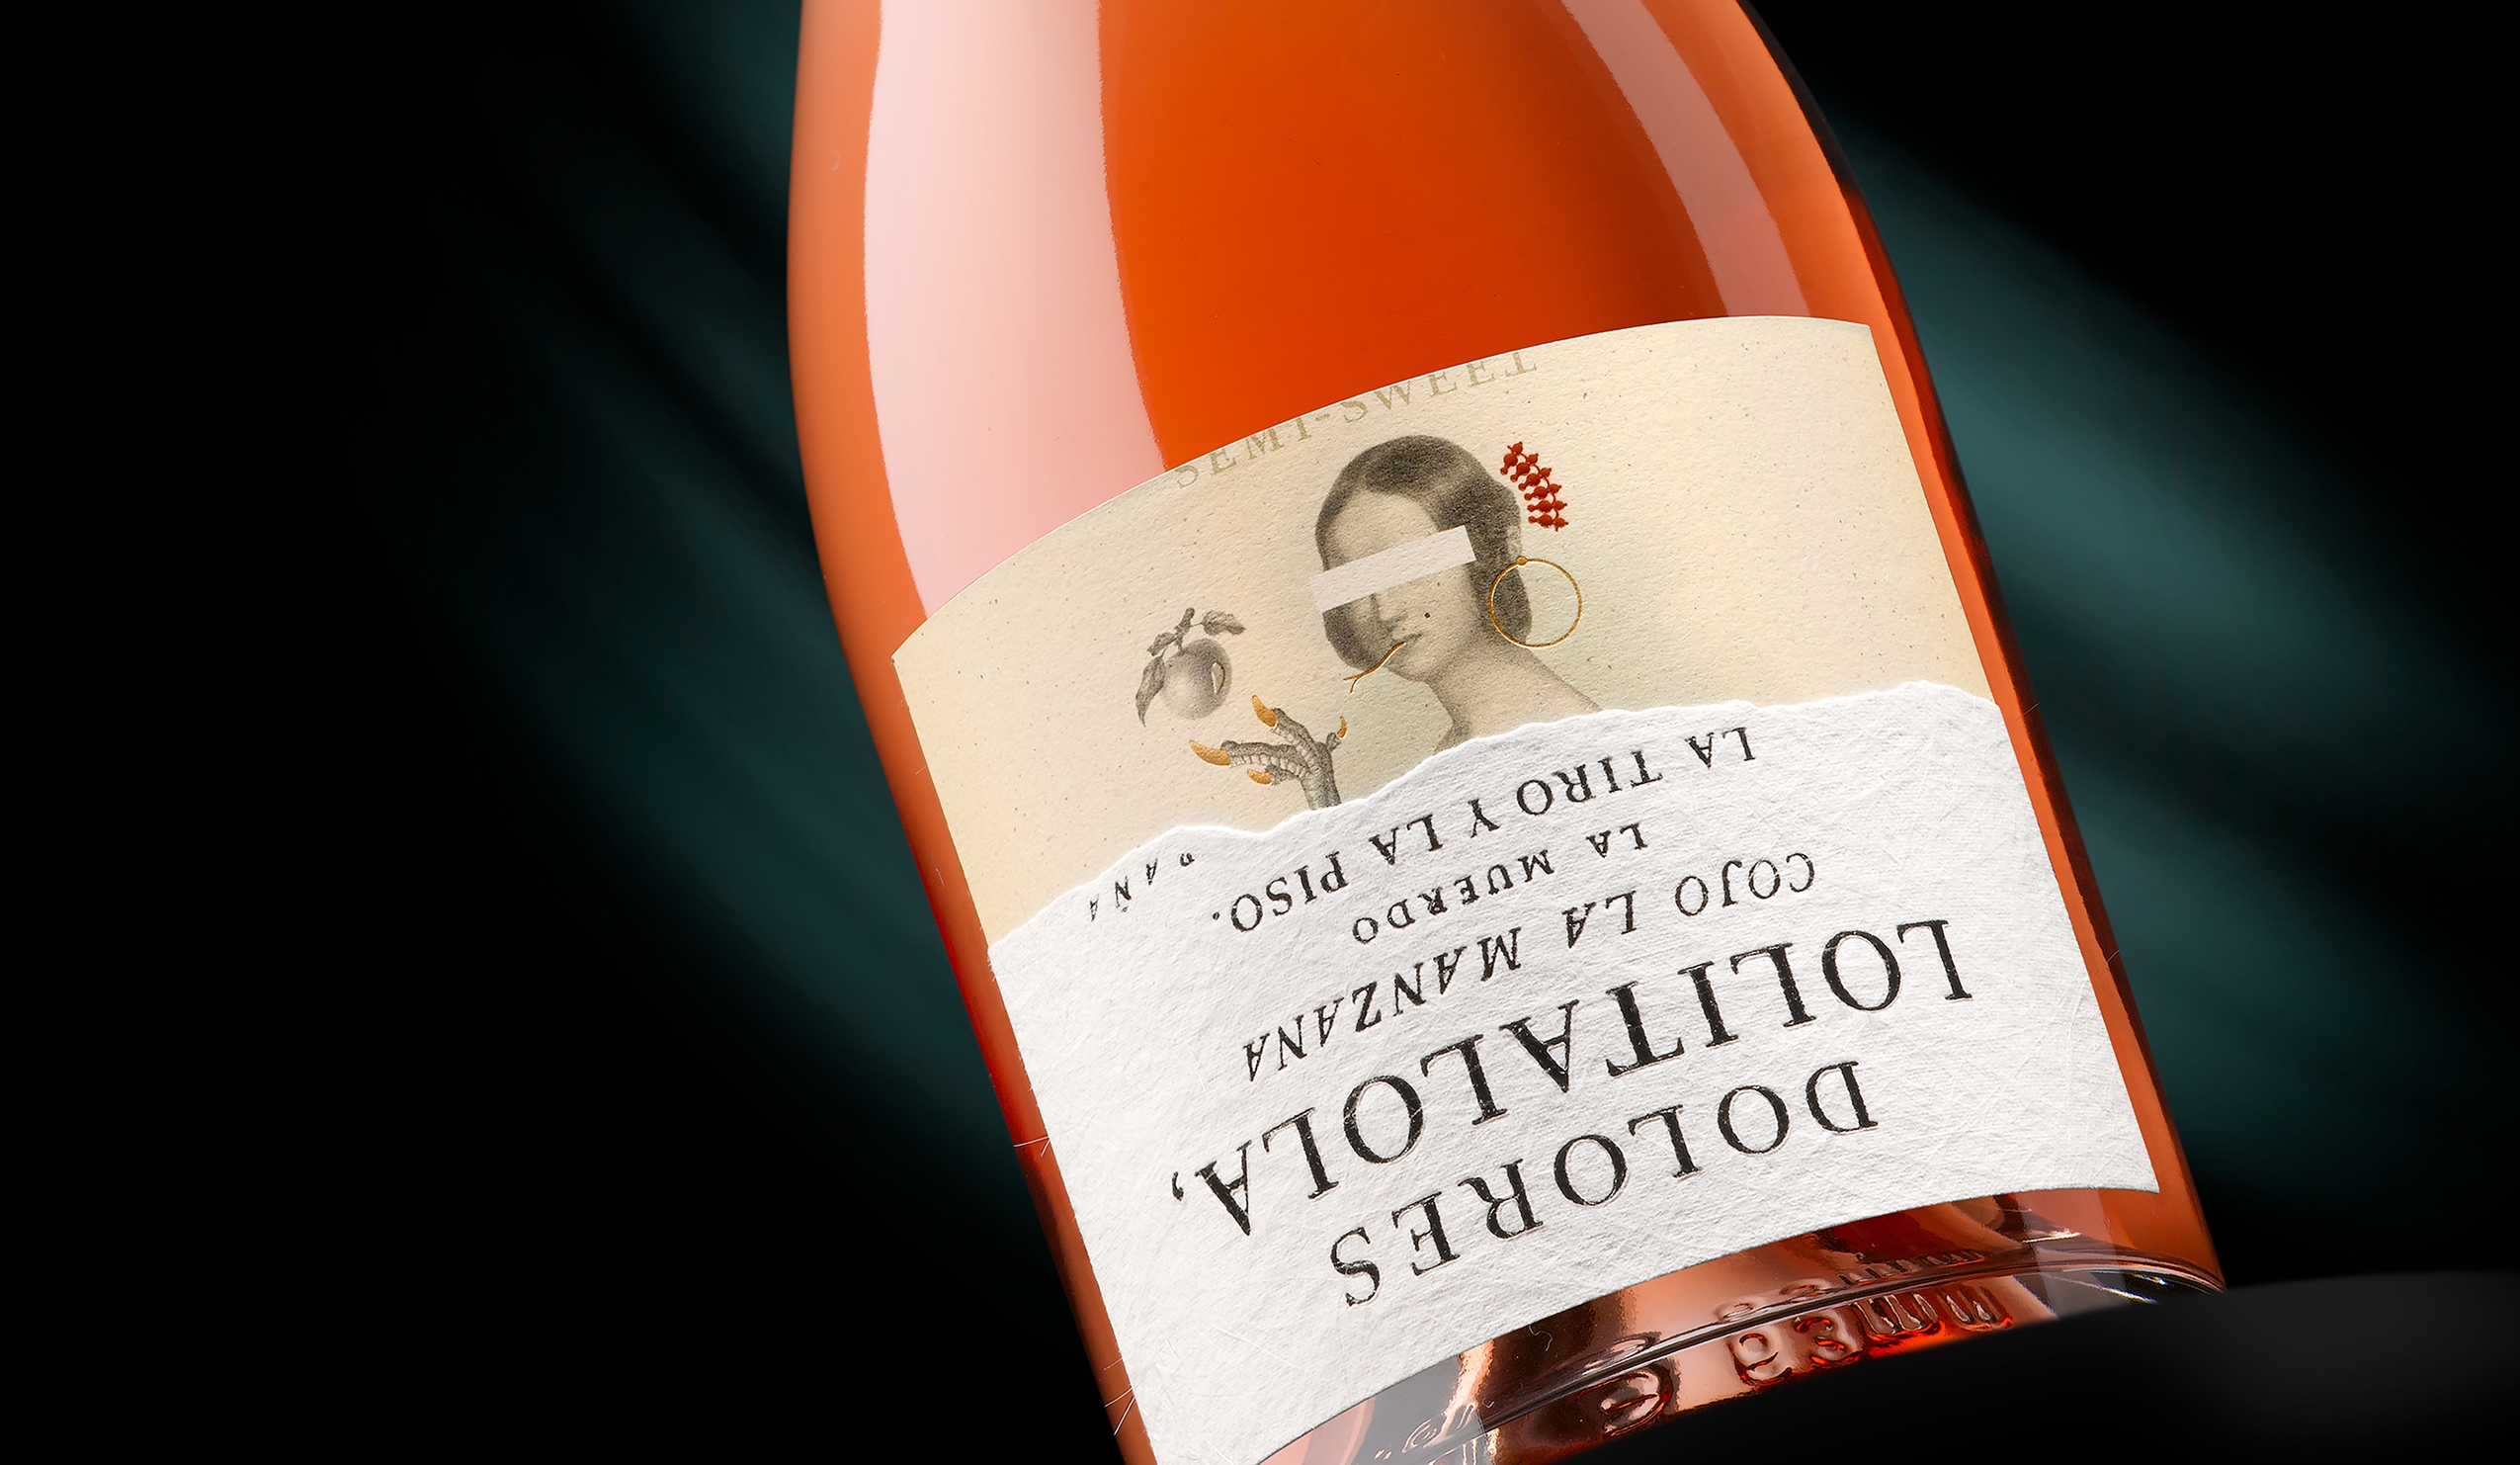 SEMI-SWEET
DOLORES
LOLITALOLA,
COJO LA MANZANA
LA MUERDO
LA TIRO Y LA PISO.